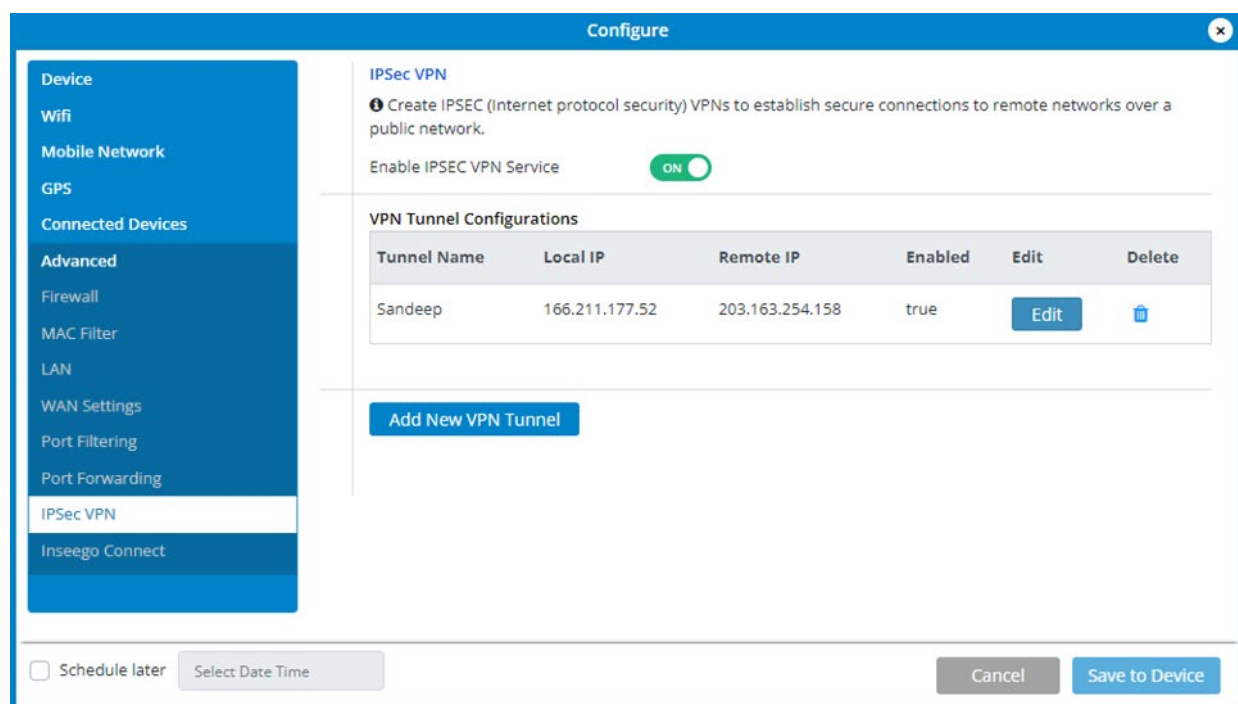 Configure
Device
Wifi
Mobile Network
GPS
Connected Devices
Advanced
Firewall
MAC Filter
LAN
WAN Settings
Port Filtering
Port Forwarding
IPSec VPN
Inseego Connect
IPSec VPN
Create IPSEC (Internet protocol security) VPNs to establish secure connections to remote networks over a
public network.
Enable IPSEC VPN Service ON
VPN Tunnel Configurations
Tunnel Name Local IP Remote IP Enabled Edit Delete
Sandeep 166.211.177.52 203.163.254.158 true Edit
Add New VPN Tunnel
Schedule later Select Date Time Cancel Save to Device